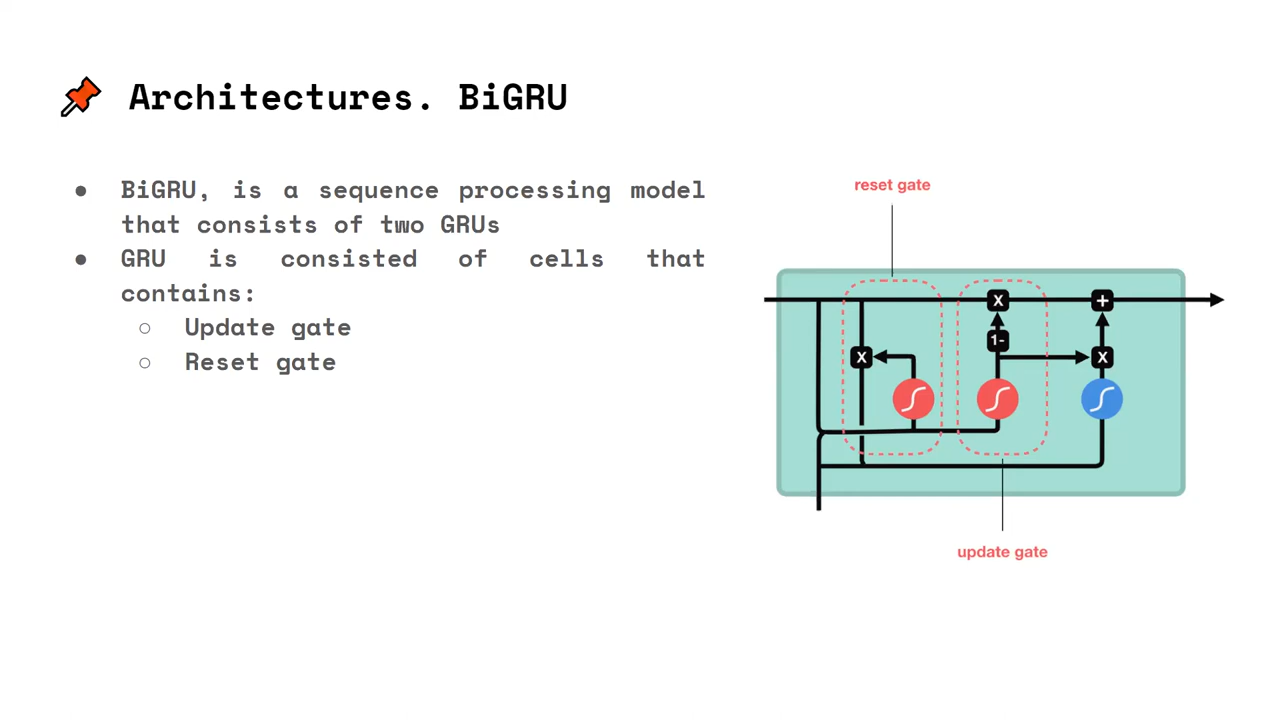 Architectures. BiGRU
● BiGRU, is a sequence processing model
that consists of two GRUs
● GRU is consisted of cells that
contains:
○ Update gate
○ Reset gate
reset gate
X
+
1-
X
X
update gate